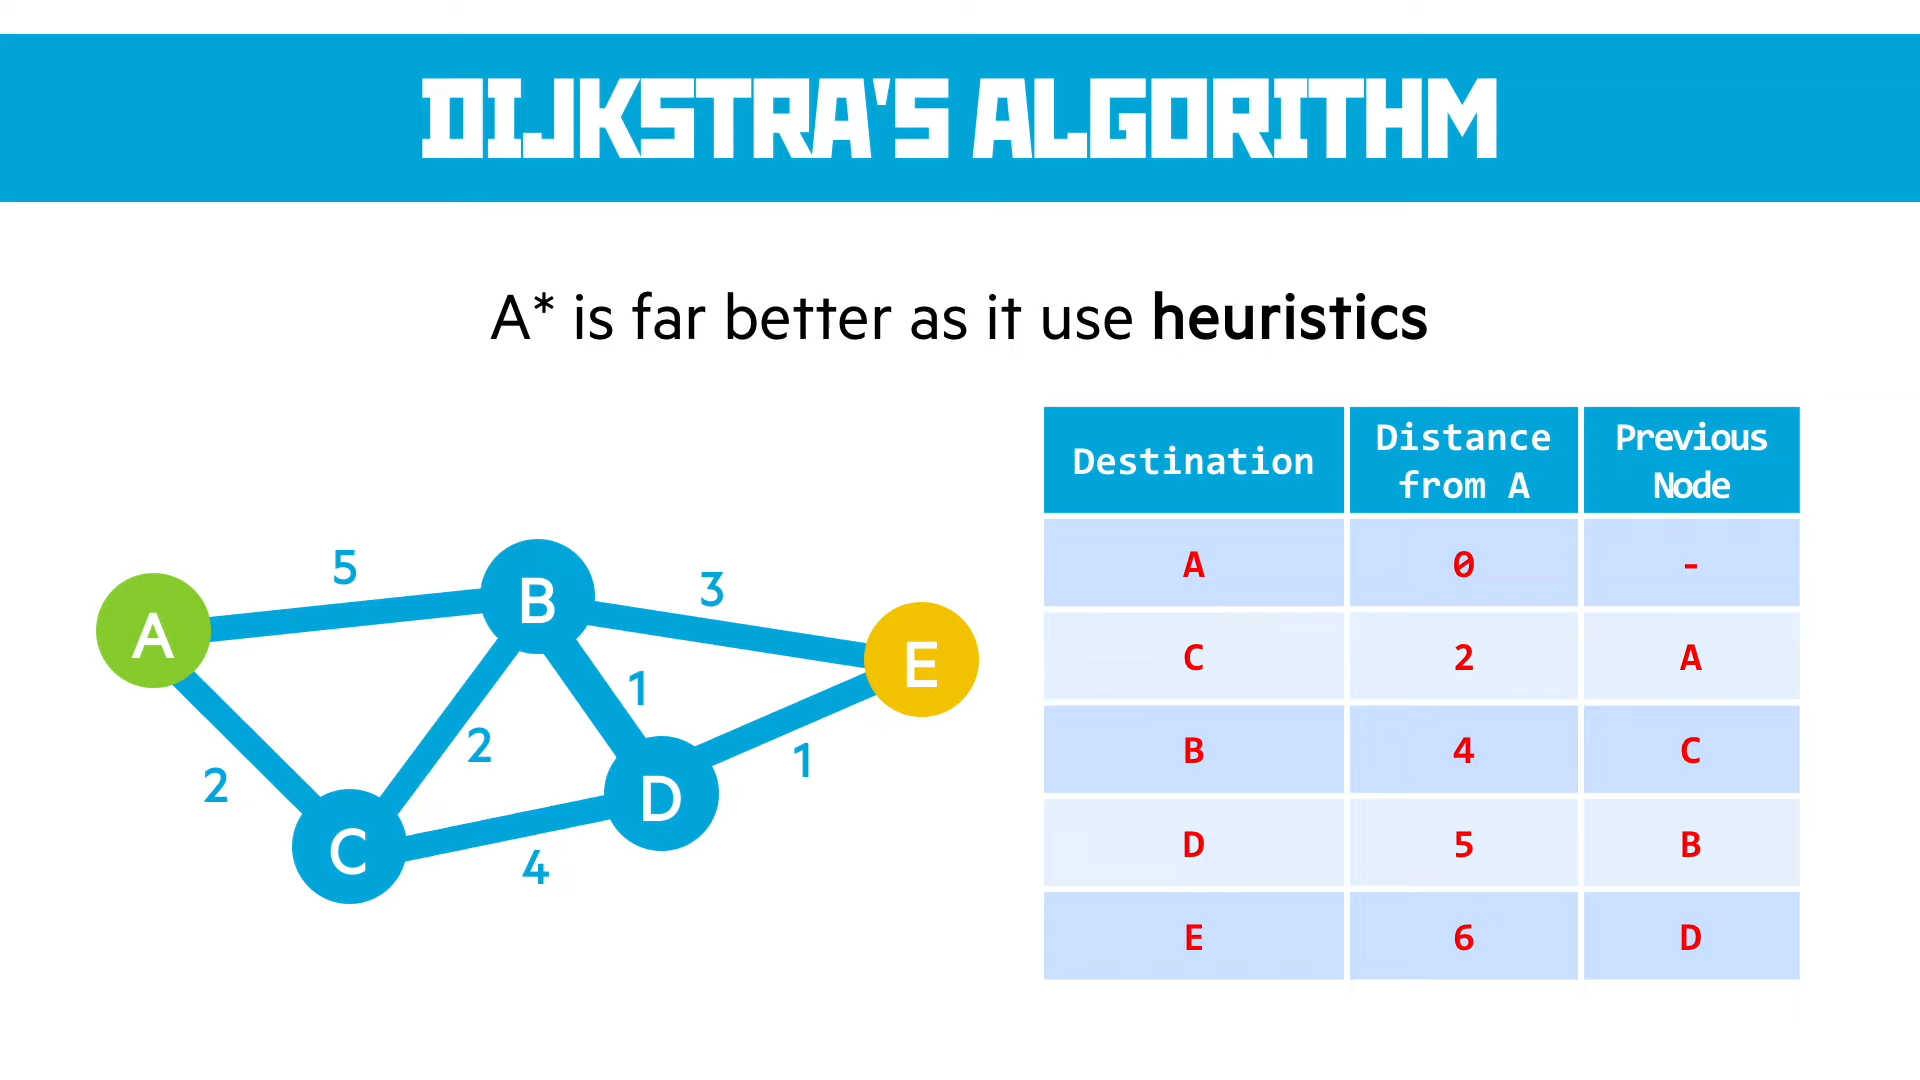 DIJKSTRA'S ALGORITHM
A* is far better as it use heuristics
Destination
Distance
from A
Previous
Node
A 0 -
C 2 A
B 4 C
D 5 B
E 6 D
A
5
B
3
E
1
2
2
1
D
C
4